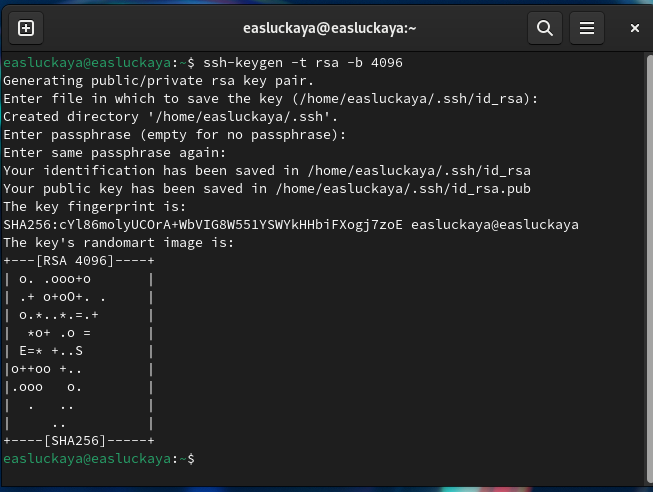 easluckaya@easluckaya:~
easluckaya@easluckaya:~$ ssh-keygen -t rsa -b 4096
Generating public/private rsa key pair.
Enter file in which to save the key (/home/easluckaya/.ssh/id_rsa):
Created directory '/home/easluckaya/.ssh'.
Enter passphrase (empty for no passphrase):
Enter same passphrase again:
Your identification has been saved in /home/easluckaya/.ssh/id_rsa
Your public key has been saved in /home/easluckaya/.ssh/id_rsa.pub
The key fingerprint is:
SHA256:cYl86molyUCOrA+WbVIG8W551YSWYkHHbiFXogj7zoE easluckaya@easluckaya
The key's randomart image is:
+---[RSA 4096]----+
| o. .ooo+o       |
| .+ o+oO+. .     |
| o.*..*.=.+      |
|  *o+ .o =       |
| E=* +..S        |
|o++oo +..        |
|.ooo   o.        |
|  .   ..         |
|     ..          |
+----[SHA256]-----+
easluckaya@easluckaya:~$